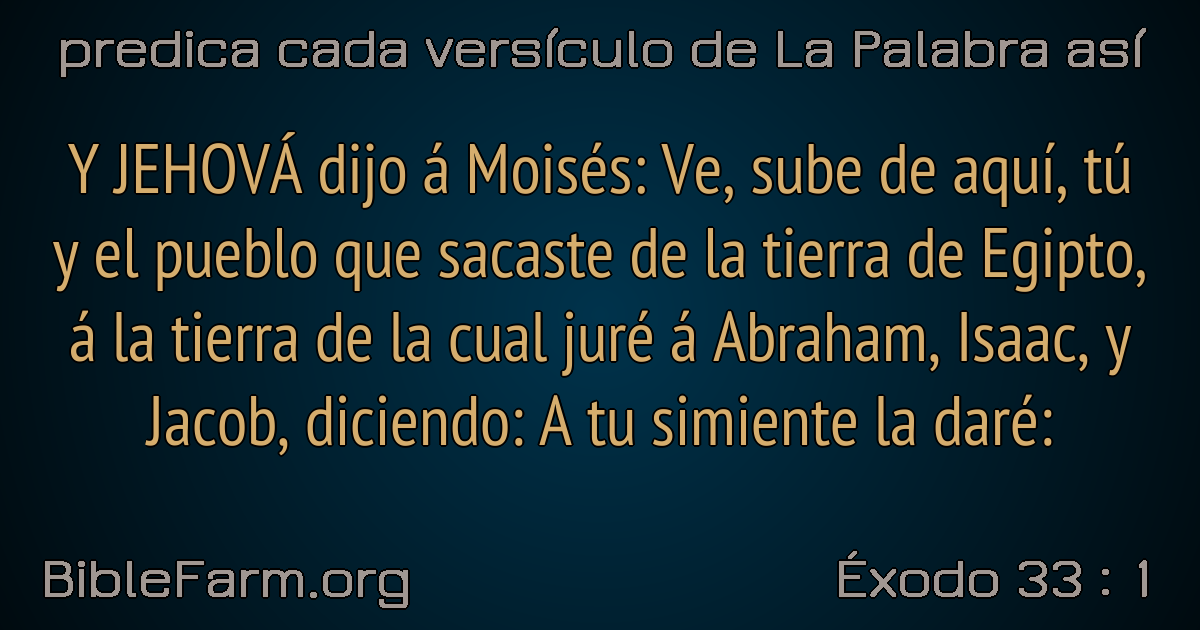 predica cada versículo de La Palabra así
Y JEHOVÁ dijo á Moisés: Ve, sube de aquí, tú
y el pueblo que sacaste de la tierra de Egipto,
á la tierra de la cual juré á Abraham, Isaac, y
Jacob, diciendo: A tu simiente la daré:
BibleFarm.org
Éxodo 33 : 1